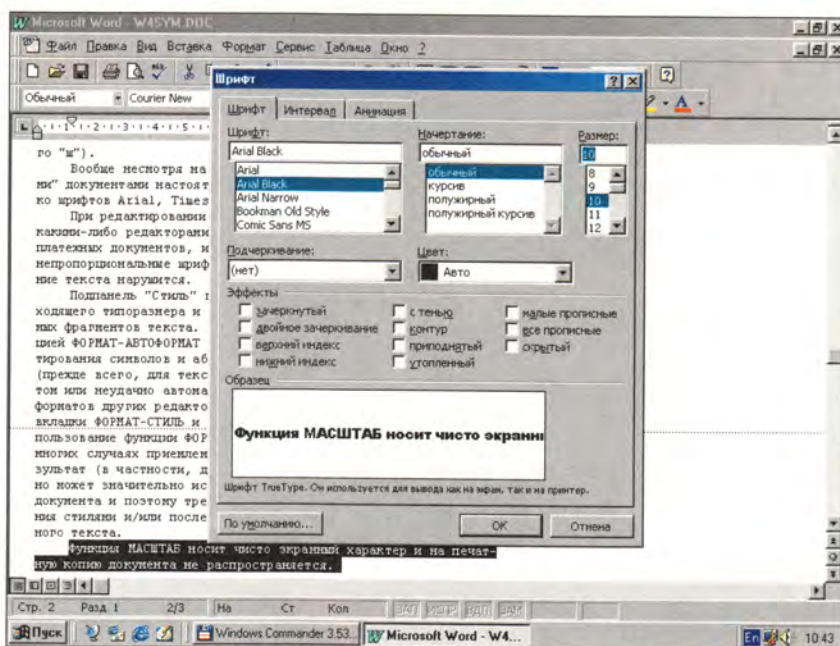 Microsoft Word - W4SYM.DOC
Файл Правка Вид Вставка Формат Сервис Таблица Окно ?
Обычный Courier New
Шрифт
Шрифт Интервал Анимация
Шрифт: Начертание: Размер:
Arial Black обычный 10
Arial обычный 8
Arial Black курсив 9
Arial Narrow полужирный 10
Bookman Old Style полужирный курсив 11
Comic Sans MS 12
Подчеркивание: Цвет:
(нет) Авто
Эффекты
зачеркнутый с тенью малые прописные
двойное зачеркивание контур все прописные
верхний индекс приподнятый скрытый
нижний индекс утопленный
Образец
Функция МАСШТАБ носит чисто экранны
Шрифт TrueType. Он используется для вывода как на экран, так и на принтер.
По умолчанию... ОК Отмена
го "ш").
Вообще несмотря на
ми" документами настоят
ко шрифтов Arial, Times
При редактировании
какими-либо редакторами
платежных документов, и
непропорциональные шриф
ние текста нарушится.
Подпанель "Стиль"
ходящего типоразмера и
ных фрагментов текста.
цией ФОРМАТ-АВТОФОРМАТ
тирования символов и аб
(прежде всего, для текс
том или неудачно автома
форматов других редакто
вкладки ФОРМАТ-СТИЛЬ и
пользование функции ФОР
многих случаях приемлем
зультат (в частности, д
но может значительно ис
документа и поэтому тре
ния стилями и/или после
ного текста.
Функция МАСШТАБ носит чисто экранный характер и на печат-
ную копию документа не распространяется.
Стр. 2 Разд 1 2/3 На Ст Кол ЗАП ИСПР ВДЛ ЗАМ
Пуск Windows Commander 3.53... Microsoft Word - W4... En 10:43